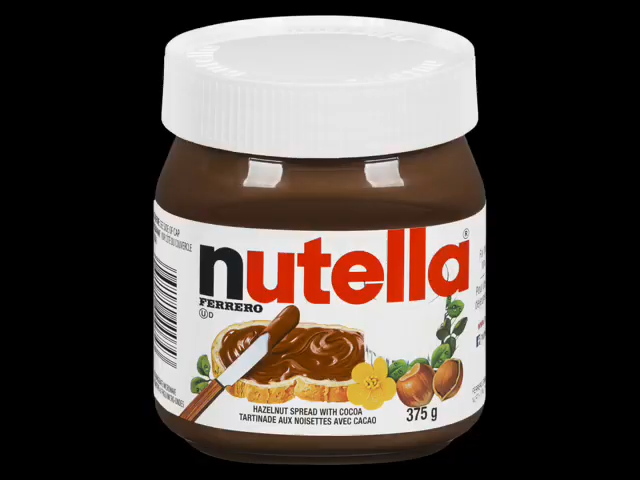 nutella®
FERRERO
U D
HAZELNUT SPREAD WITH COCOA
TARTINADE AUX NOISETTES AVEC CACAO
375 g